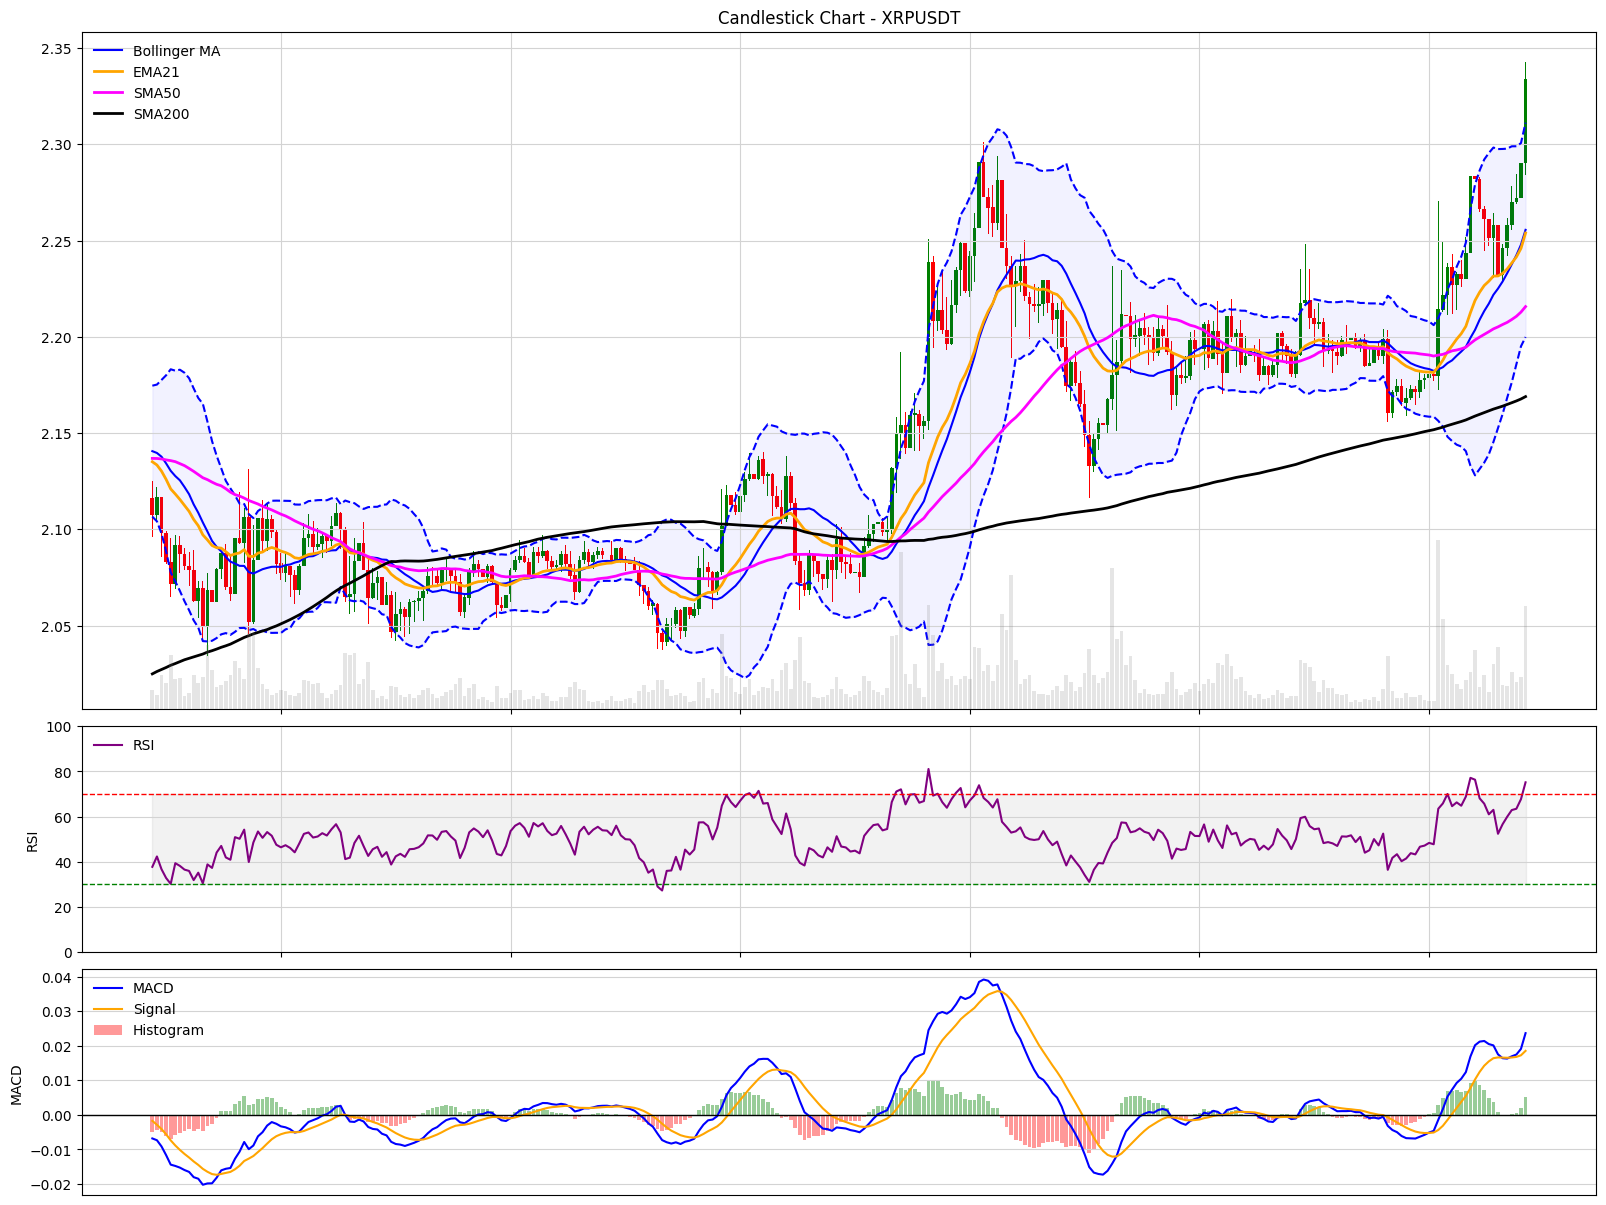 Candlestick Chart - XRPUSDT
2.35
2.30
2.25
2.20
2.15
2.10
2.05
Bollinger MA
EMA21
SMA50
SMA200
100
80
60
40
20
0
RSI
RSI
0.04
0.03
0.02
0.01
0.00
−0.01
−0.02
MACD
MACD
Signal
Histogram